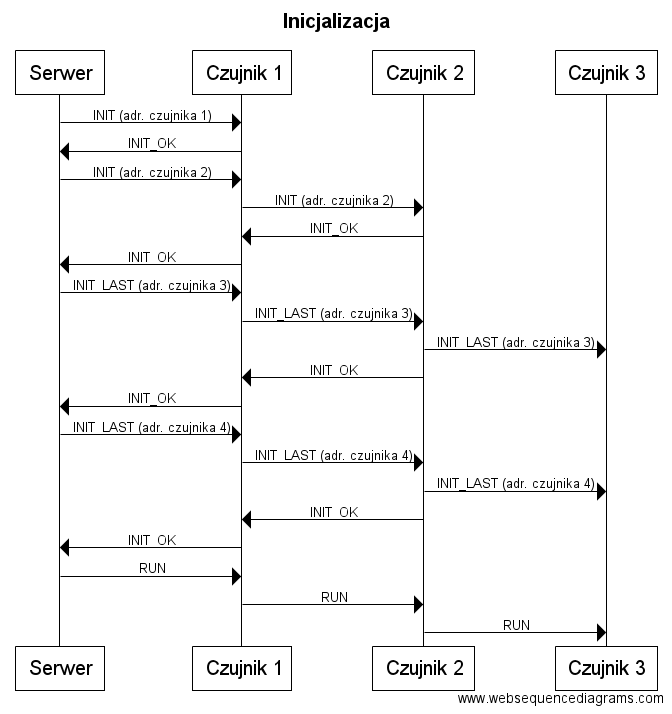 Inicjalizacja
Serwer
Czujnik 1
Czujnik 2
Czujnik 3
INIT (adr. czujnika 1)
INIT_OK
INIT (adr. czujnika 2)
INIT (adr. czujnika 2)
INIT_OK
INIT_OK
INIT_LAST (adr. czujnika 3)
INIT_LAST (adr. czujnika 3)
INIT_LAST (adr. czujnika 3)
INIT_OK
INIT_OK
INIT_LAST (adr. czujnika 4)
INIT_LAST (adr. czujnika 4)
INIT_LAST (adr. czujnika 4)
INIT_OK
INIT_OK
RUN
RUN
RUN
Serwer
Czujnik 1
Czujnik 2
Czujnik 3
www.websequencediagrams.com